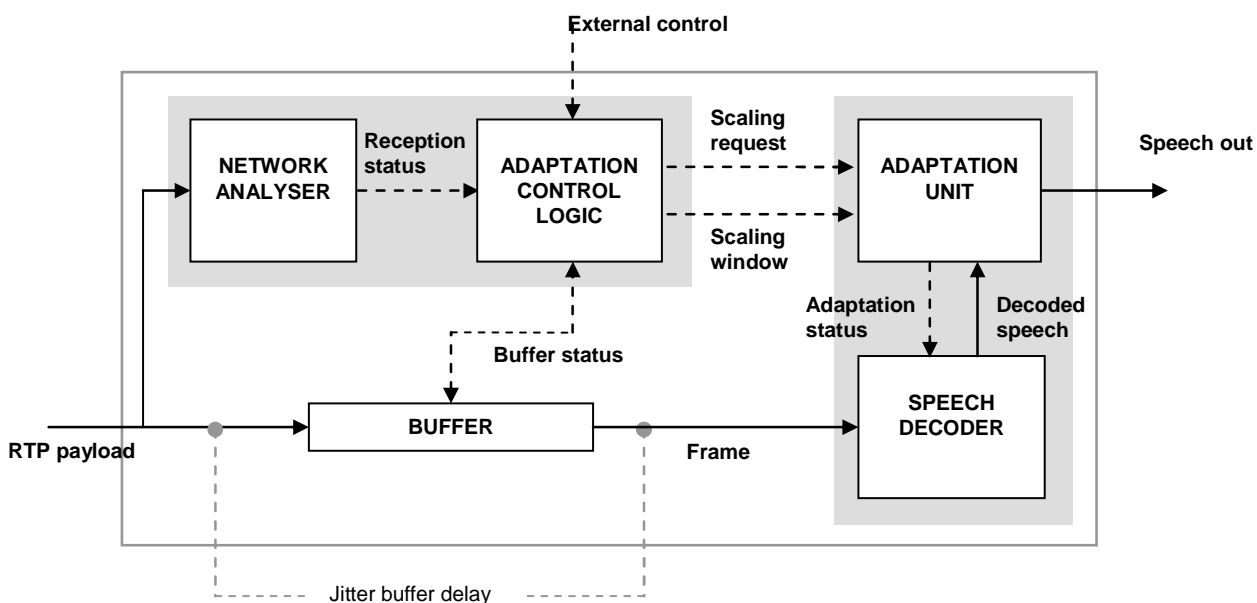 External control
NETWORK
ANALYSER
Reception
status
ADAPTATION
CONTROL
LOGIC
Scaling
request
Scaling
window
ADAPTATION
UNIT
Speech out
Adaptation
status
Decoded
speech
Buffer status
RTP payload
BUFFER
Frame
SPEECH
DECODER
Jitter buffer delay